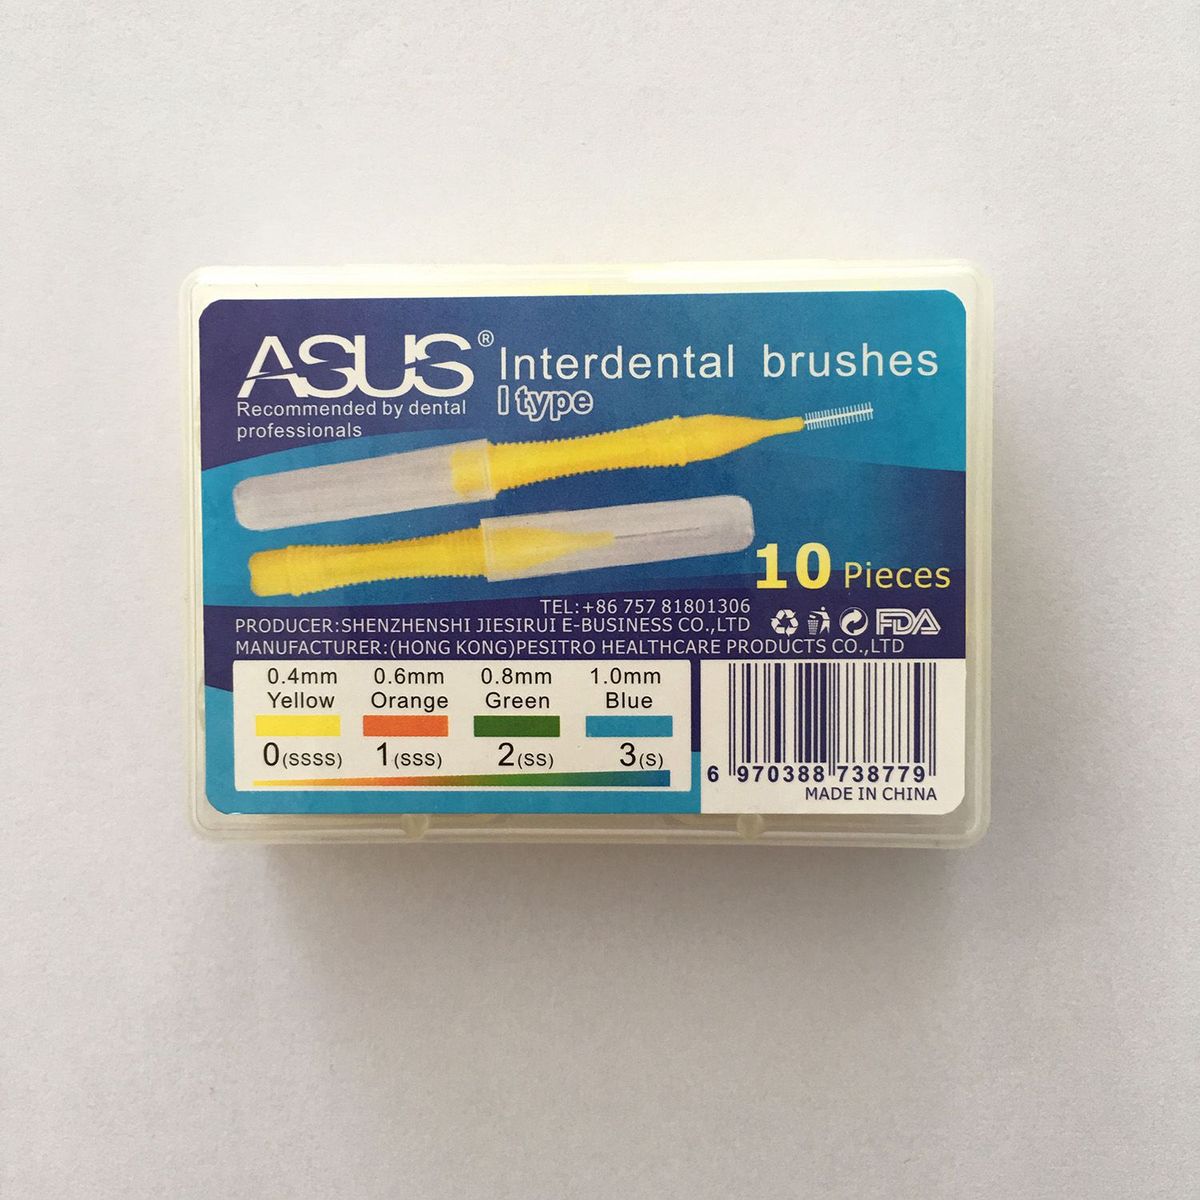 ASUS®
Recommended by dental
professionals
Interdental brushes
I type
10 Pieces
TEL:+86 757 81801306
PRODUCER:SHENZHENSHI JIESIRUI E-BUSINESS CO.,LTD
FDA
MANUFACTURER:(HONG KONG)PESITRO HEALTHCARE PRODUCTS CO.,LTD
0.4mm 0.6mm 0.8mm 1.0mm
Yellow Orange Green Blue
0(SSSS) 1(SSS) 2(SS) 3(S)
6 970388 738779
MADE IN CHINA